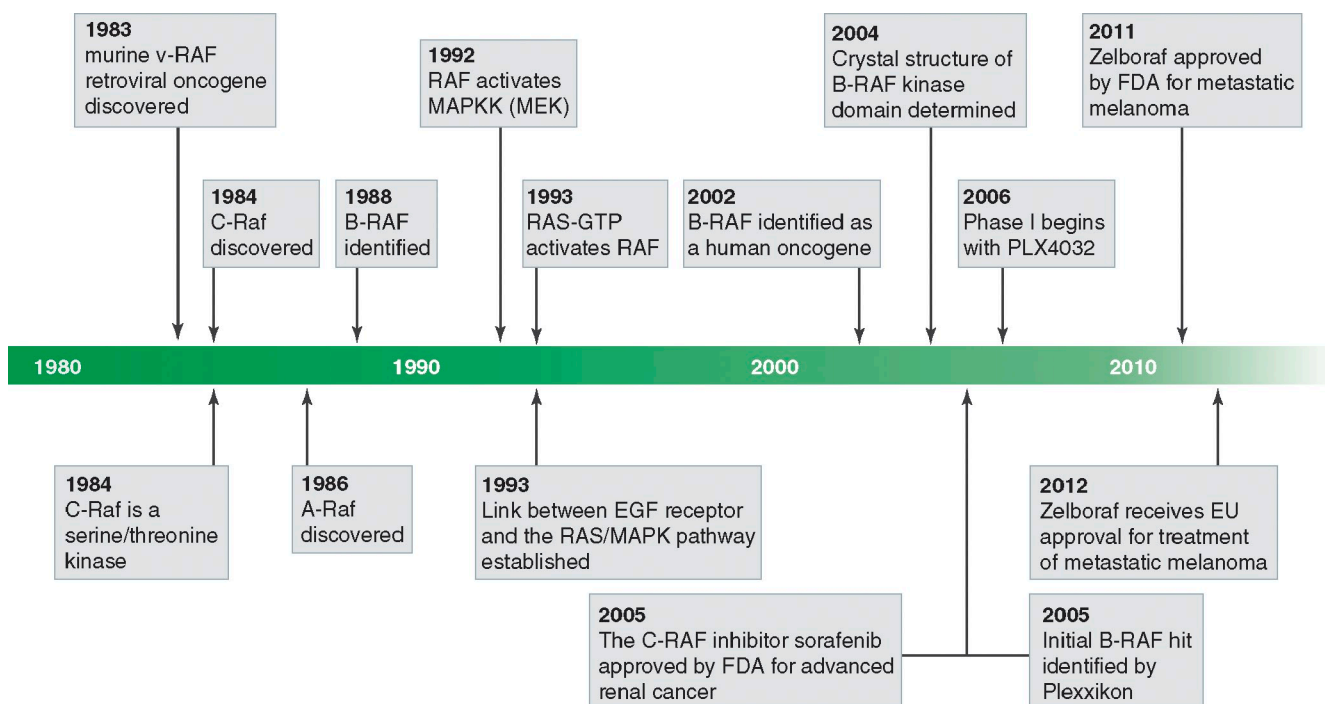 1983
murine v-RAF
retroviral oncogene
discovered
1992
RAF activates
MAPKK (MEK)
2004
Crystal structure of
B-RAF kinase
domain determined
2011
Zelboraf approved
by FDA for metastatic
melanoma
1984
C-Raf
discovered
1988
B-RAF
identified
1993
RAS-GTP
activates RAF
2002
B-RAF identified as
a human oncogene
2006
Phase I begins
with PLX4032
1980
1990
2000
2010
1984
C-Raf is a
serine/threonine
kinase
1986
A-Raf
discovered
1993
Link between EGF receptor
and the RAS/MAPK pathway
established
2012
Zelboraf receives EU
approval for treatment
of metastatic melanoma
2005
The C-RAF inhibitor sorafenib
approved by FDA for advanced
renal cancer
2005
Initial B-RAF hit
identified by
Plexxikon